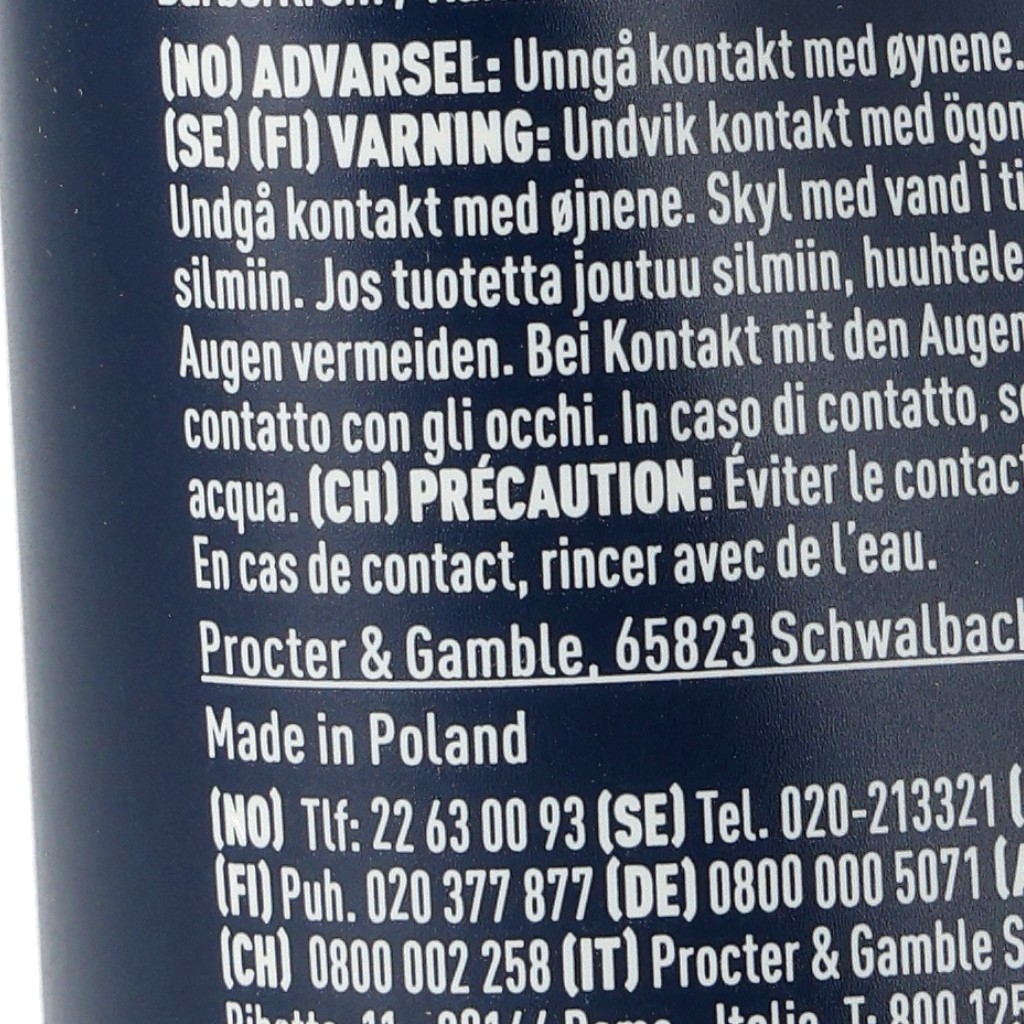 (NO) ADVARSEL: Unngå kontakt med øynene.
(SE) (FI) VARNING: Undvik kontakt med ögon
Undgå kontakt med øjnene. Skyl med vand i ti
silmiin. Jos tuotetta joutuu silmiin, huuhtele
Augen vermeiden. Bei Kontakt mit den Augen
contatto con gli occhi. In caso di contatto,
acqua. (CH) PRÉCAUTION: Éviter le contact
En cas de contact, rincer avec de l'eau.
Procter & Gamble, 65823 Schwalbach
Made in Poland
(NO) Tlf: 22 63 00 93 (SE) Tel. 020-213321
(FI) Puh. 020 377 877 (DE) 0800 000 5071
(CH) 0800 002 258 (IT) Procter & Gamble S
Italia. T: 800 125